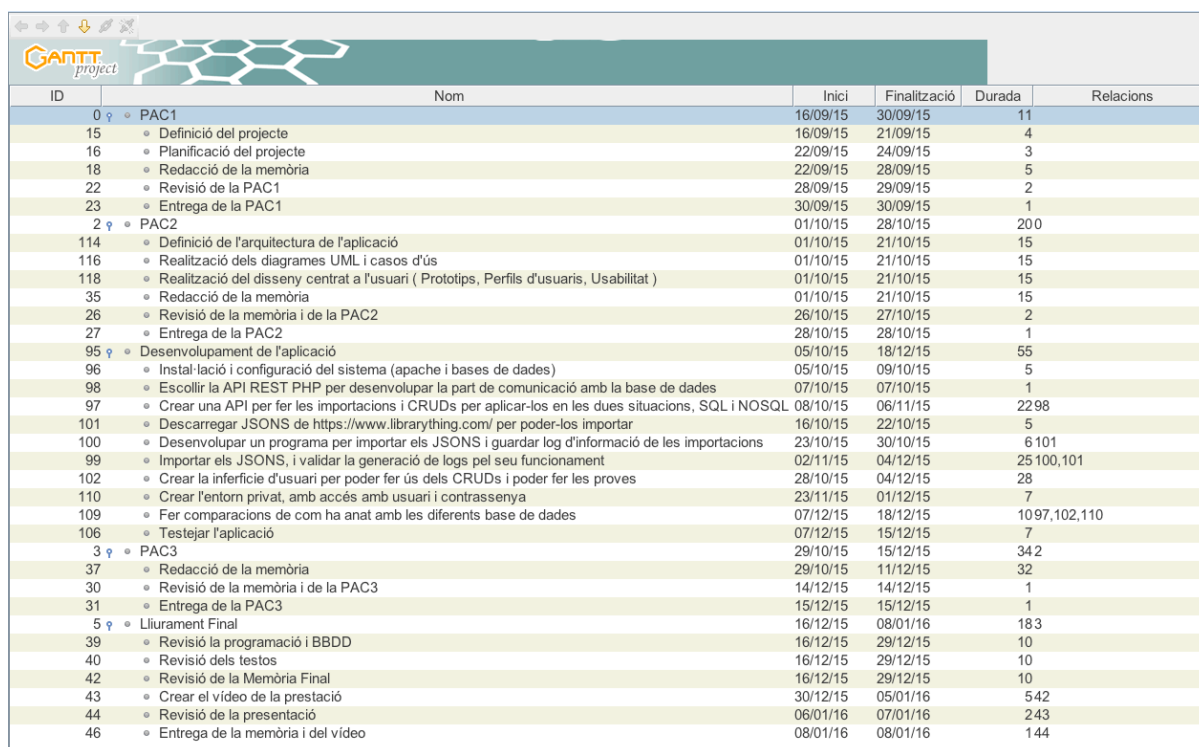 GANTT
project
ID Nom Inici Finalització Durada Relacions
0 PAC1 16/09/15 30/09/15 11
15 Definició del projecte 16/09/15 21/09/15 4
16 Planificació del projecte 22/09/15 24/09/15 3
18 Redacció de la memòria 22/09/15 28/09/15 5
22 Revisió de la PAC1 28/09/15 29/09/15 2
23 Entrega de la PAC1 30/09/15 30/09/15 1
2 PAC2 01/10/15 28/10/15 20 0
114 Definició de l'arquitectura de l'aplicació 01/10/15 21/10/15 15
116 Realització dels diagrames UML i casos d'ús 01/10/15 21/10/15 15
118 Realització del disseny centrat a l'usuari ( Prototips, Perfils d'usuaris, Usabilitat ) 01/10/15 21/10/15 15
35 Redacció de la memòria 01/10/15 21/10/15 15
26 Revisió de la memòria i de la PAC2 26/10/15 27/10/15 2
27 Entrega de la PAC2 28/10/15 28/10/15 1
95 Desenvolupament de l'aplicació 05/10/15 18/12/15 55
96 Instal·lació i configuració del sistema (apache i bases de dades) 05/10/15 09/10/15 5
98 Escollir la API REST PHP per desenvolupar la part de comunicació amb la base de dades 07/10/15 07/10/15 1
97 Crear una API per fer les importacions i CRUDs per aplicar-los en les dues situacions, SQL i NOSQL 08/10/15 06/11/15 22 98
101 Descarregar JSONS de https://www.librarything.com/ per poder-los importar 16/10/15 22/10/15 5
100 Desenvolupar un programa per importar els JSONS i guardar log d'informació de les importacions 23/10/15 30/10/15 6 101
99 Importar els JSONS, i validar la generació de logs pel seu funcionament 02/11/15 04/12/15 25 100,101
102 Crear la inferficie d'usuari per poder fer ús dels CRUDs i poder fer les proves 28/10/15 04/12/15 28
110 Crear l'entorn privat, amb accés amb usuari i contrassenya 23/11/15 01/12/15 7
109 Fer comparacions de com ha anat amb les diferents base de dades 07/12/15 18/12/15 10 97,102,110
106 Testejar l'aplicació 07/12/15 15/12/15 7
3 PAC3 29/10/15 15/12/15 34 2
37 Redacció de la memòria 29/10/15 11/12/15 32
30 Revisió de la memòria i de la PAC3 14/12/15 14/12/15 1
31 Entrega de la PAC3 15/12/15 15/12/15 1
5 Lliurament Final 16/12/15 08/01/16 18 3
39 Revisió la programació i BBDD 16/12/15 29/12/15 10
40 Revisió dels testos 16/12/15 29/12/15 10
42 Revisió de la Memòria Final 16/12/15 29/12/15 10
43 Crear el vídeo de la prestació 30/12/15 05/01/16 5 42
44 Revisió de la presentació 06/01/16 07/01/16 2 43
46 Entrega de la memòria i del vídeo 08/01/16 08/01/16 1 44